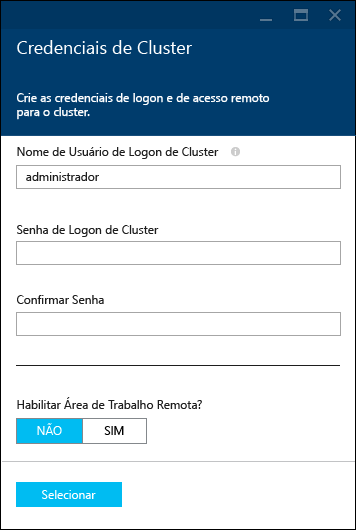 Credenciais de Cluster
Crie as credenciais de logon e de acesso remoto
para o cluster.
Nome de Usuário de Logon de Cluster
administrador
Senha de Logon de Cluster
Confirmar Senha
Habilitar Área de Trabalho Remota?
NÃO SIM
Selecionar